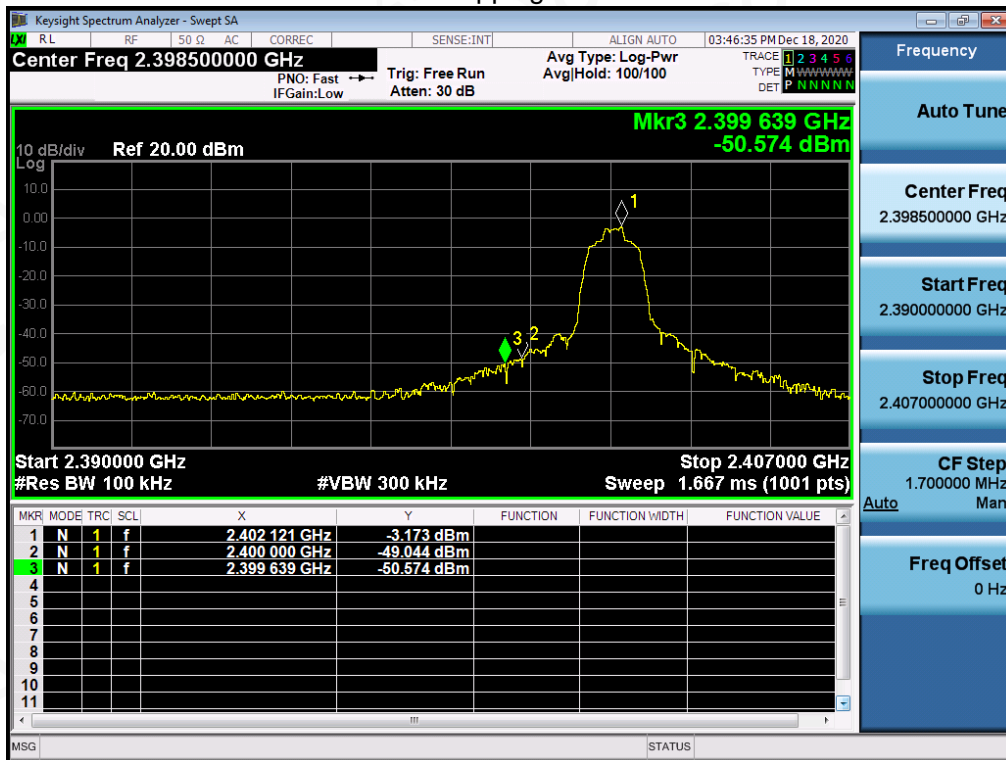 pping
Keysight Spectrum Analyzer - Swept SA
LXI RL RF 50 Ω AC CORREC SENSE:INT ALIGN AUTO 03:46:35 PM Dec 18, 2020
Center Freq 2.398500000 GHz
PNO: Fast
IFGain:Low
Trig: Free Run
Atten: 30 dB
Avg Type: Log-Pwr
Avg|Hold: 100/100
TRACE 1 2 3 4 5 6
TYPE M WWWWW
DET P N N N N N
Mkr3 2.399 639 GHz
-50.574 dBm
10 dB/div Ref 20.00 dBm
Log
10.0
0.00
-10.0
-20.0
-30.0
-40.0
-50.0
-60.0
-70.0
1
3 2
Start 2.390000 GHz Stop 2.407000 GHz
#Res BW 100 kHz #VBW 300 kHz Sweep 1.667 ms (1001 pts)
MKR MODE TRC SCL X Y FUNCTION FUNCTION WIDTH FUNCTION VALUE
1 N 1 f 2.402 121 GHz -3.173 dBm
2 N 1 f 2.400 000 GHz -49.044 dBm
3 N 1 f 2.399 639 GHz -50.574 dBm
4
5
6
7
8
9
10
11
MSG STATUS
Frequency
Auto Tune
Center Freq
2.398500000 GHz
Start Freq
2.390000000 GHz
Stop Freq
2.407000000 GHz
CF Step
1.700000 MHz
Auto Man
Freq Offset
0 Hz